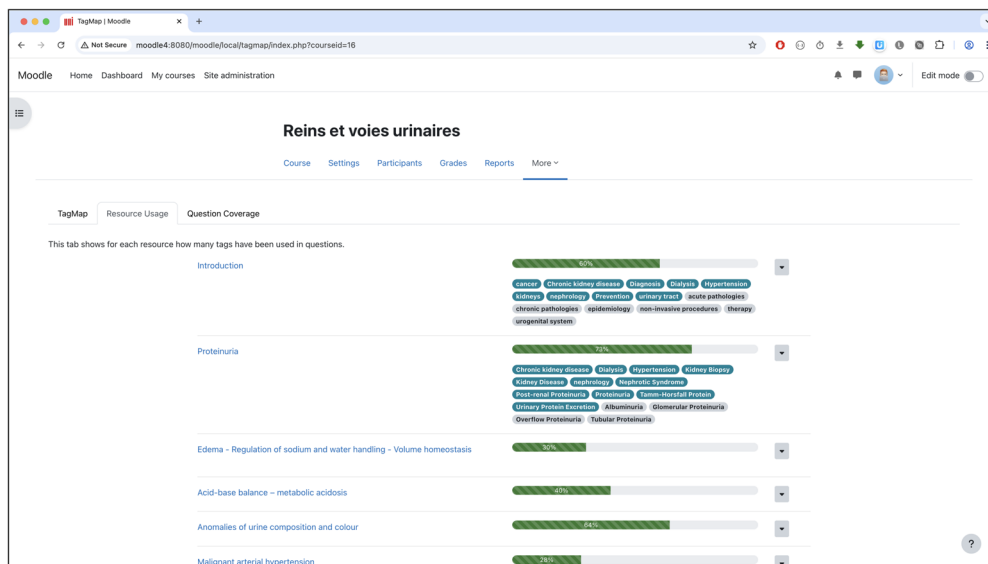 TagMap | Moodle
Not Secure moodle4:8080/moodle/local/tagmap/index.php?courseid=16
Moodle Home Dashboard My courses Site administration Edit mode
Reins et voies urinaires
Course Settings Participants Grades Reports More
TagMap Resource Usage Question Coverage
This tab shows for each resource how many tags have been used in questions.
Introduction 60%
cancer Chronic kidney disease Diagnosis Dialysis Hypertension
kidneys nephrology Prevention urinary tract acute pathologies
chronic pathologies epidemiology non-invasive procedures therapy
urogenital system
Proteinuria 73%
Chronic kidney disease Dialysis Hypertension Kidney Biopsy
Kidney Disease nephrology Nephrotic Syndrome
Post-renal Proteinuria Proteinuria Tamm-Horsfall Protein
Urinary Protein Excretion Albuminuria Glomerular Proteinuria
Overflow Proteinuria Tubular Proteinuria
Edema - Regulation of sodium and water handling - Volume homeostasis 30%
Acid-base balance – metabolic acidosis 40%
Anomalies of urine composition and colour 64%
Malignant arterial hypertension 28%
?